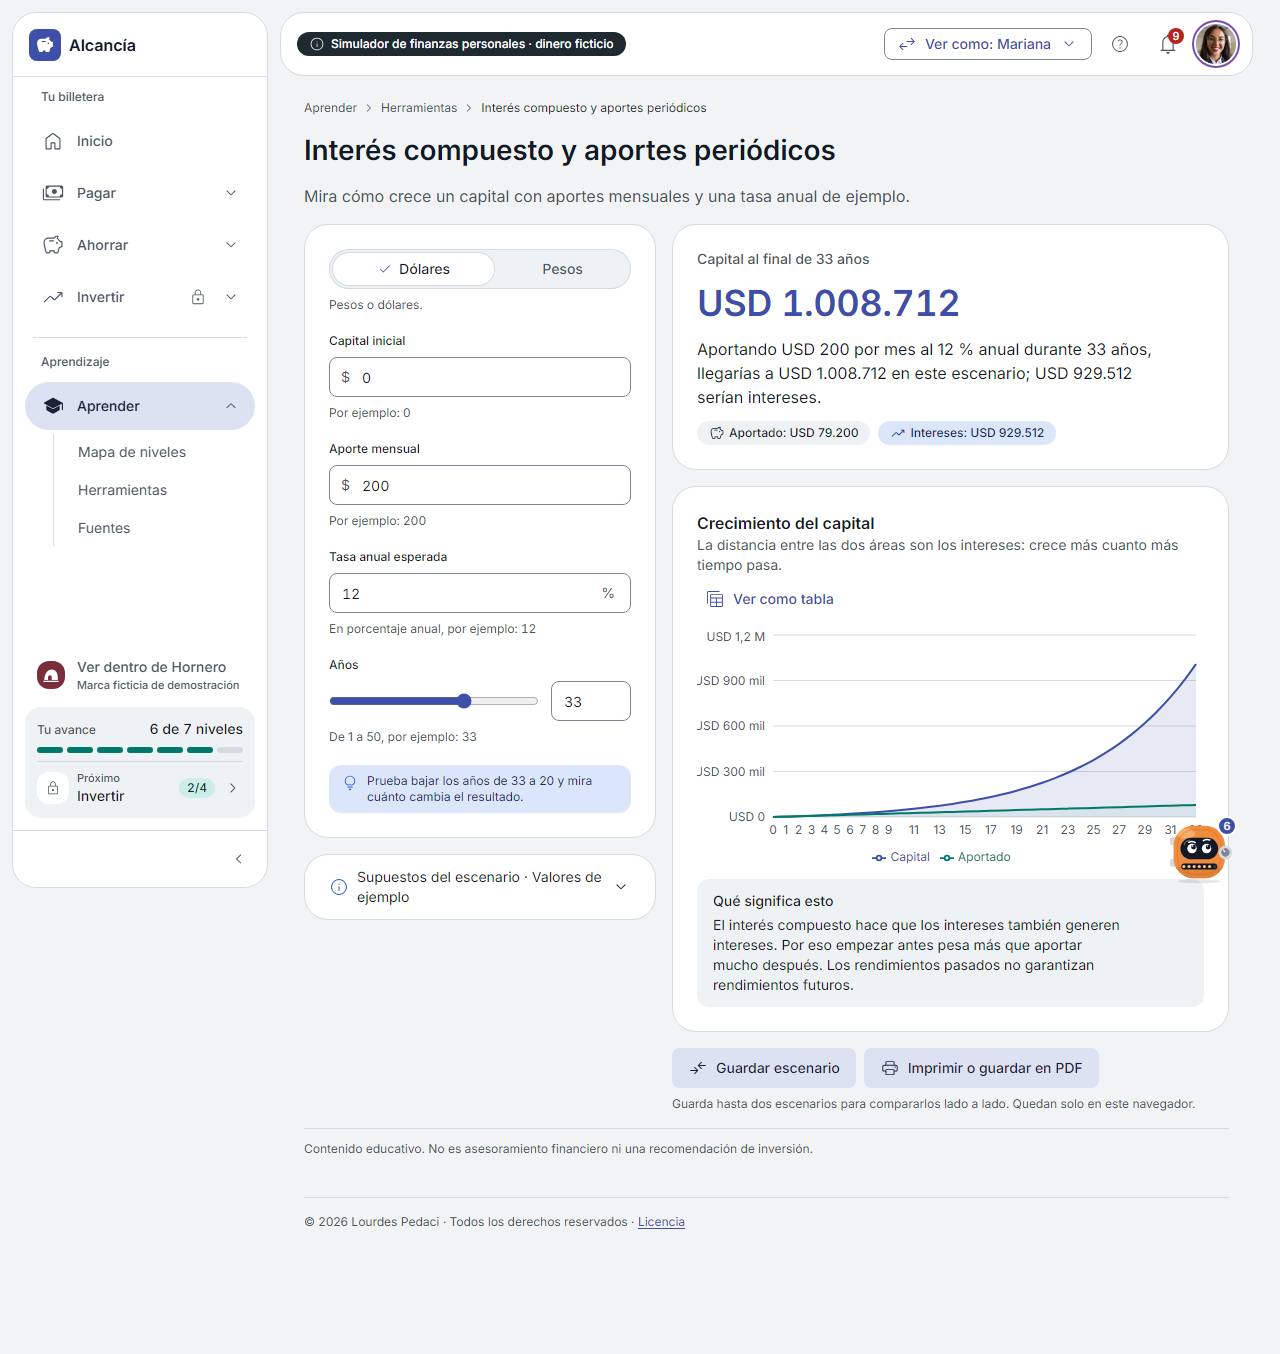 Alcancía
Tu billetera
Inicio
Pagar
Ahorrar
Invertir
Aprendizaje
Aprender
Mapa de niveles
Herramientas
Fuentes
Ver dentro de Hornero
Marca ficticia de demostración
Tu avance
6 de 7 niveles
Próximo
Invertir
2/4
Simulador de finanzas personales · dinero ficticio
Ver como: Mariana
9
Aprender
Herramientas
Interés compuesto y aportes periódicos
Interés compuesto y aportes periódicos
Mira cómo crece un capital con aportes mensuales y una tasa anual de ejemplo.
Dólares
Pesos
Pesos o dólares.
Capital inicial
$ 0
Por ejemplo: 0
Aporte mensual
$ 200
Por ejemplo: 200
Tasa anual esperada
12 %
En porcentaje anual, por ejemplo: 12
Años
33
De 1 a 50, por ejemplo: 33
Prueba bajar los años de 33 a 20 y mira
cuánto cambia el resultado.
Supuestos del escenario · Valores de
ejemplo
Capital al final de 33 años
USD 1.008.712
Aportando USD 200 por mes al 12 % anual durante 33 años,
llegarías a USD 1.008.712 en este escenario; USD 929.512
serían intereses.
Aportado: USD 79.200
Intereses: USD 929.512
Crecimiento del capital
La distancia entre las dos áreas son los intereses: crece más cuanto más
tiempo pasa.
Ver como tabla
USD 1,2 M
USD 900 mil
USD 600 mil
USD 300 mil
USD 0
0 1 2 3 4 5 6 7 8 9 11 13 15 17 19 21 23 25 27 29 31
6
Capital
Aportado
Qué significa esto
El interés compuesto hace que los intereses también generen
intereses. Por eso empezar antes pesa más que aportar
mucho después. Los rendimientos pasados no garantizan
rendimientos futuros.
Guardar escenario
Imprimir o guardar en PDF
Guarda hasta dos escenarios para compararlos lado a lado. Quedan solo en este navegador.
Contenido educativo. No es asesoramiento financiero ni una recomendación de inversión.
© 2026 Lourdes Pedaci · Todos los derechos reservados · Licencia